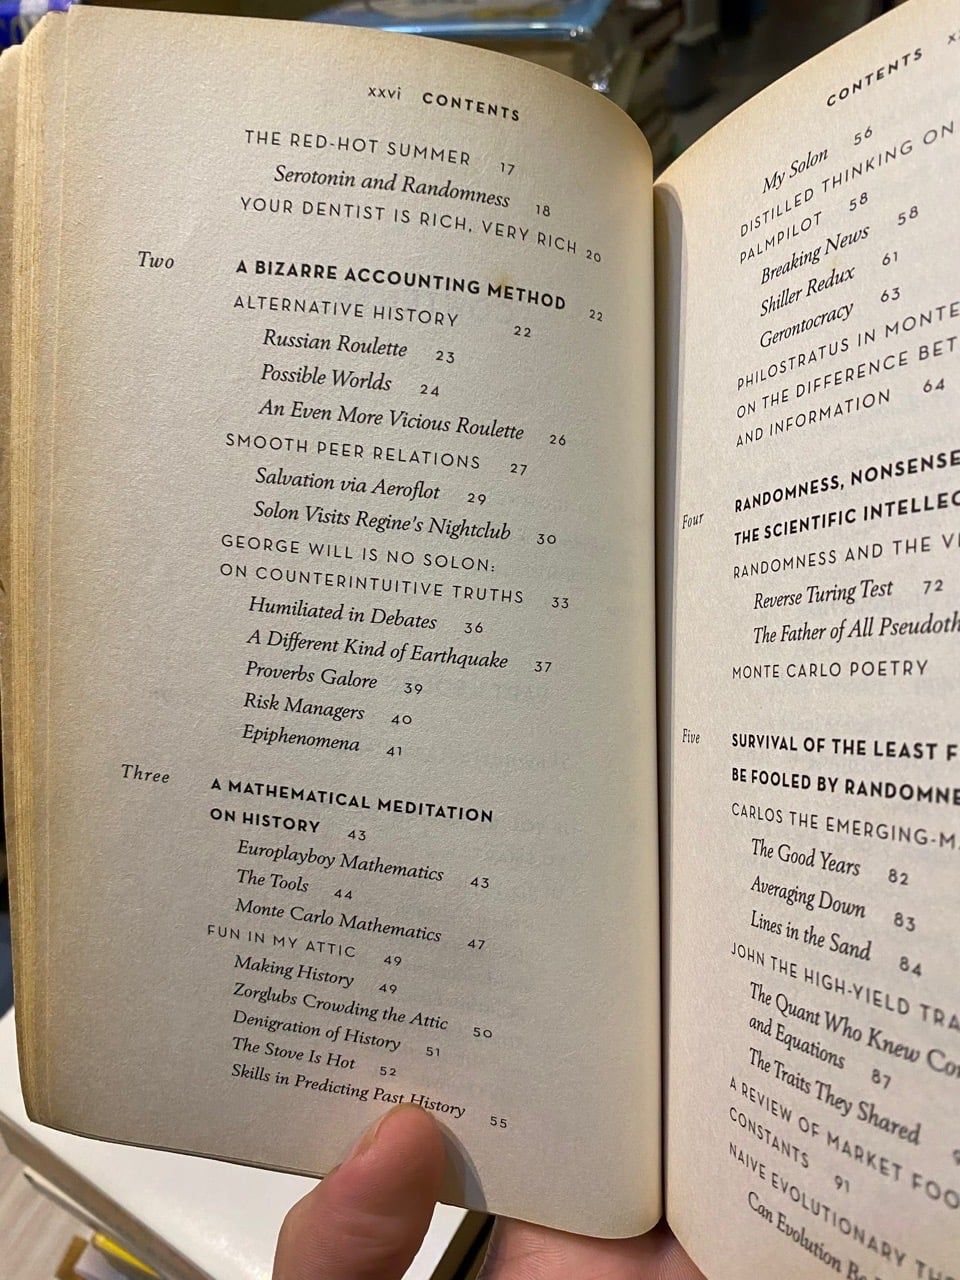 xxvi CONTENTS
THE RED-HOT SUMMER 17
Serotonin and Randomness 18
YOUR DENTIST IS RICH, VERY RICH 20
Two A BIZARRE ACCOUNTING METHOD 22
ALTERNATIVE HISTORY 22
Russian Roulette 23
Possible Worlds 24
An Even More Vicious Roulette 26
SMOOTH PEER RELATIONS 27
Salvation via Aeroflot 29
Solon Visits Regine's Nightclub 30
GEORGE WILL IS NO SOLON:
ON COUNTERINTUITIVE TRUTHS 33
Humiliated in Debates 36
A Different Kind of Earthquake 37
Proverbs Galore 39
Risk Managers 40
Epiphenomena 41
Three A MATHEMATICAL MEDITATION
ON HISTORY 43
Europlayboy Mathematics 43
The Tools 44
Monte Carlo Mathematics 47
FUN IN MY ATTIC 49
Making History 49
Zorglubs Crowding the Attic 50
Denigration of History 51
The Stove Is Hot 52
Skills in Predicting Past History 55
CONTENTS
My Solon 56
DISTILLED THINKING ON
PALMPILOT 58
Breaking News 58
Shiller Redux 61
Gerontocracy 63
PHILOSTRATUS IN MONTE
ON THE DIFFERENCE BET
AND INFORMATION 64
Four RANDOMNESS, NONSENSE
THE SCIENTIFIC INTELLEC
RANDOMNESS AND THE V
Reverse Turing Test 72
The Father of All Pseudoth
MONTE CARLO POETRY
Five SURVIVAL OF THE LEAST F
BE FOOLED BY RANDOMNE
CARLOS THE EMERGING-M
The Good Years 82
Averaging Down 83
Lines in the Sand 84
JOHN THE HIGH-YIELD TRA
The Quant Who Knew Co
and Equations 87
The Traits They Shared
A REVIEW OF MARKET FOO
CONSTANTS 91
NAIVE EVOLUTIONARY TH
Can Evolution Be